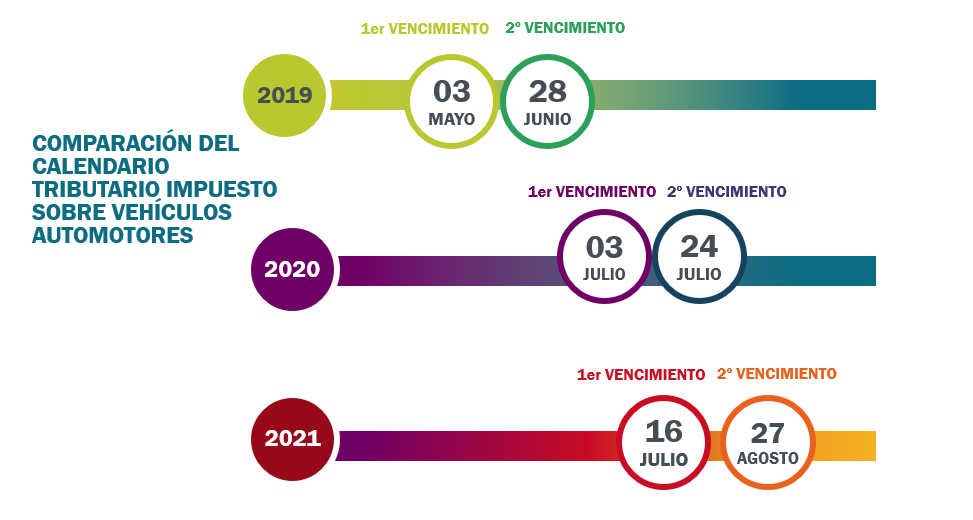 COMPARACIÓN DEL
CALENDARIO
TRIBUTARIO IMPUESTO
SOBRE VEHÍCULOS
AUTOMOTORES
1er VENCIMIENTO 2º VENCIMIENTO
2019
03
MAYO
28
JUNIO
1er VENCIMIENTO 2º VENCIMIENTO
2020
03
JULIO
24
JULIO
1er VENCIMIENTO 2º VENCIMIENTO
2021
16
JULIO
27
AGOSTO